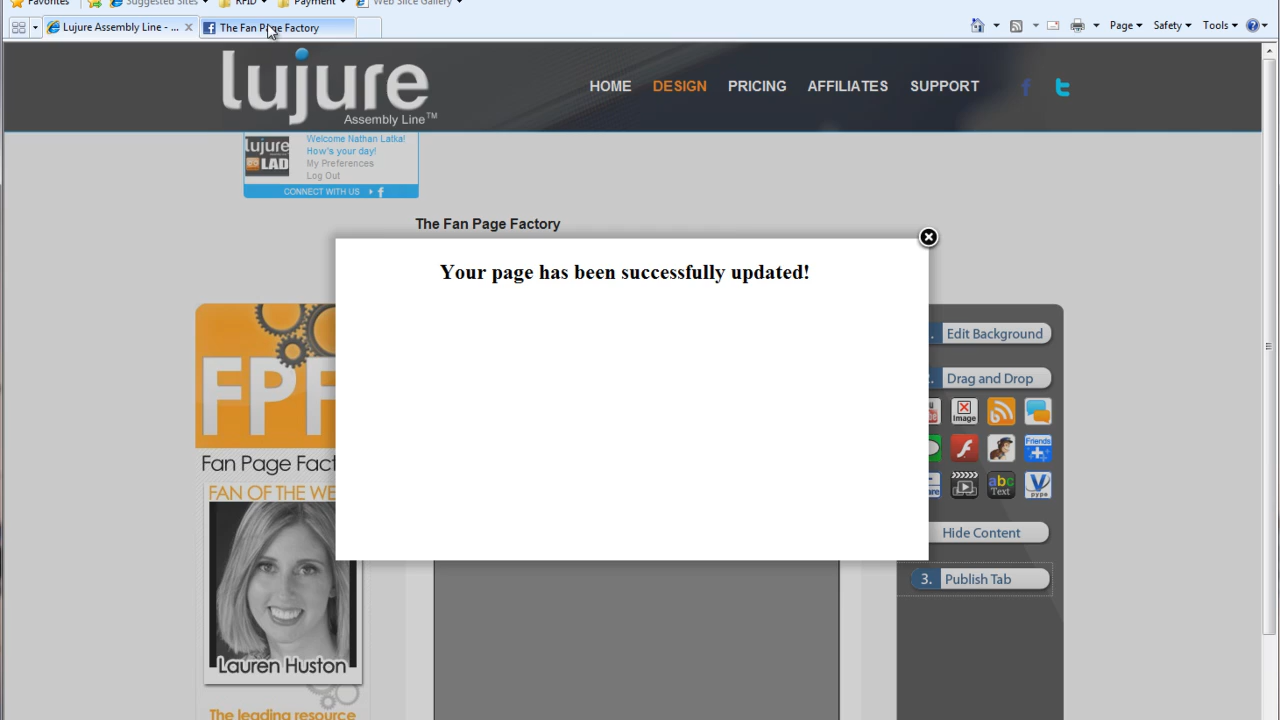 Favorites Suggested Sites RFID Payment Web Slice Gallery
Lujure Assembly Line - ... The Fan Page Factory
Page Safety Tools
lujure
Assembly Line™
HOME DESIGN PRICING AFFILIATES SUPPORT
lujure
LAD
Welcome Nathan Latka!
How's your day!
My Preferences
Log Out
CONNECT WITH US
The Fan Page Factory
Your page has been successfully updated!
FPF
Fan Page Fact
FAN OF THE WE
Lauren Huston
The leading resource
Edit Background
2. Drag and Drop
Image
Friends
abc
Text
pype
Hide Content
3. Publish Tab